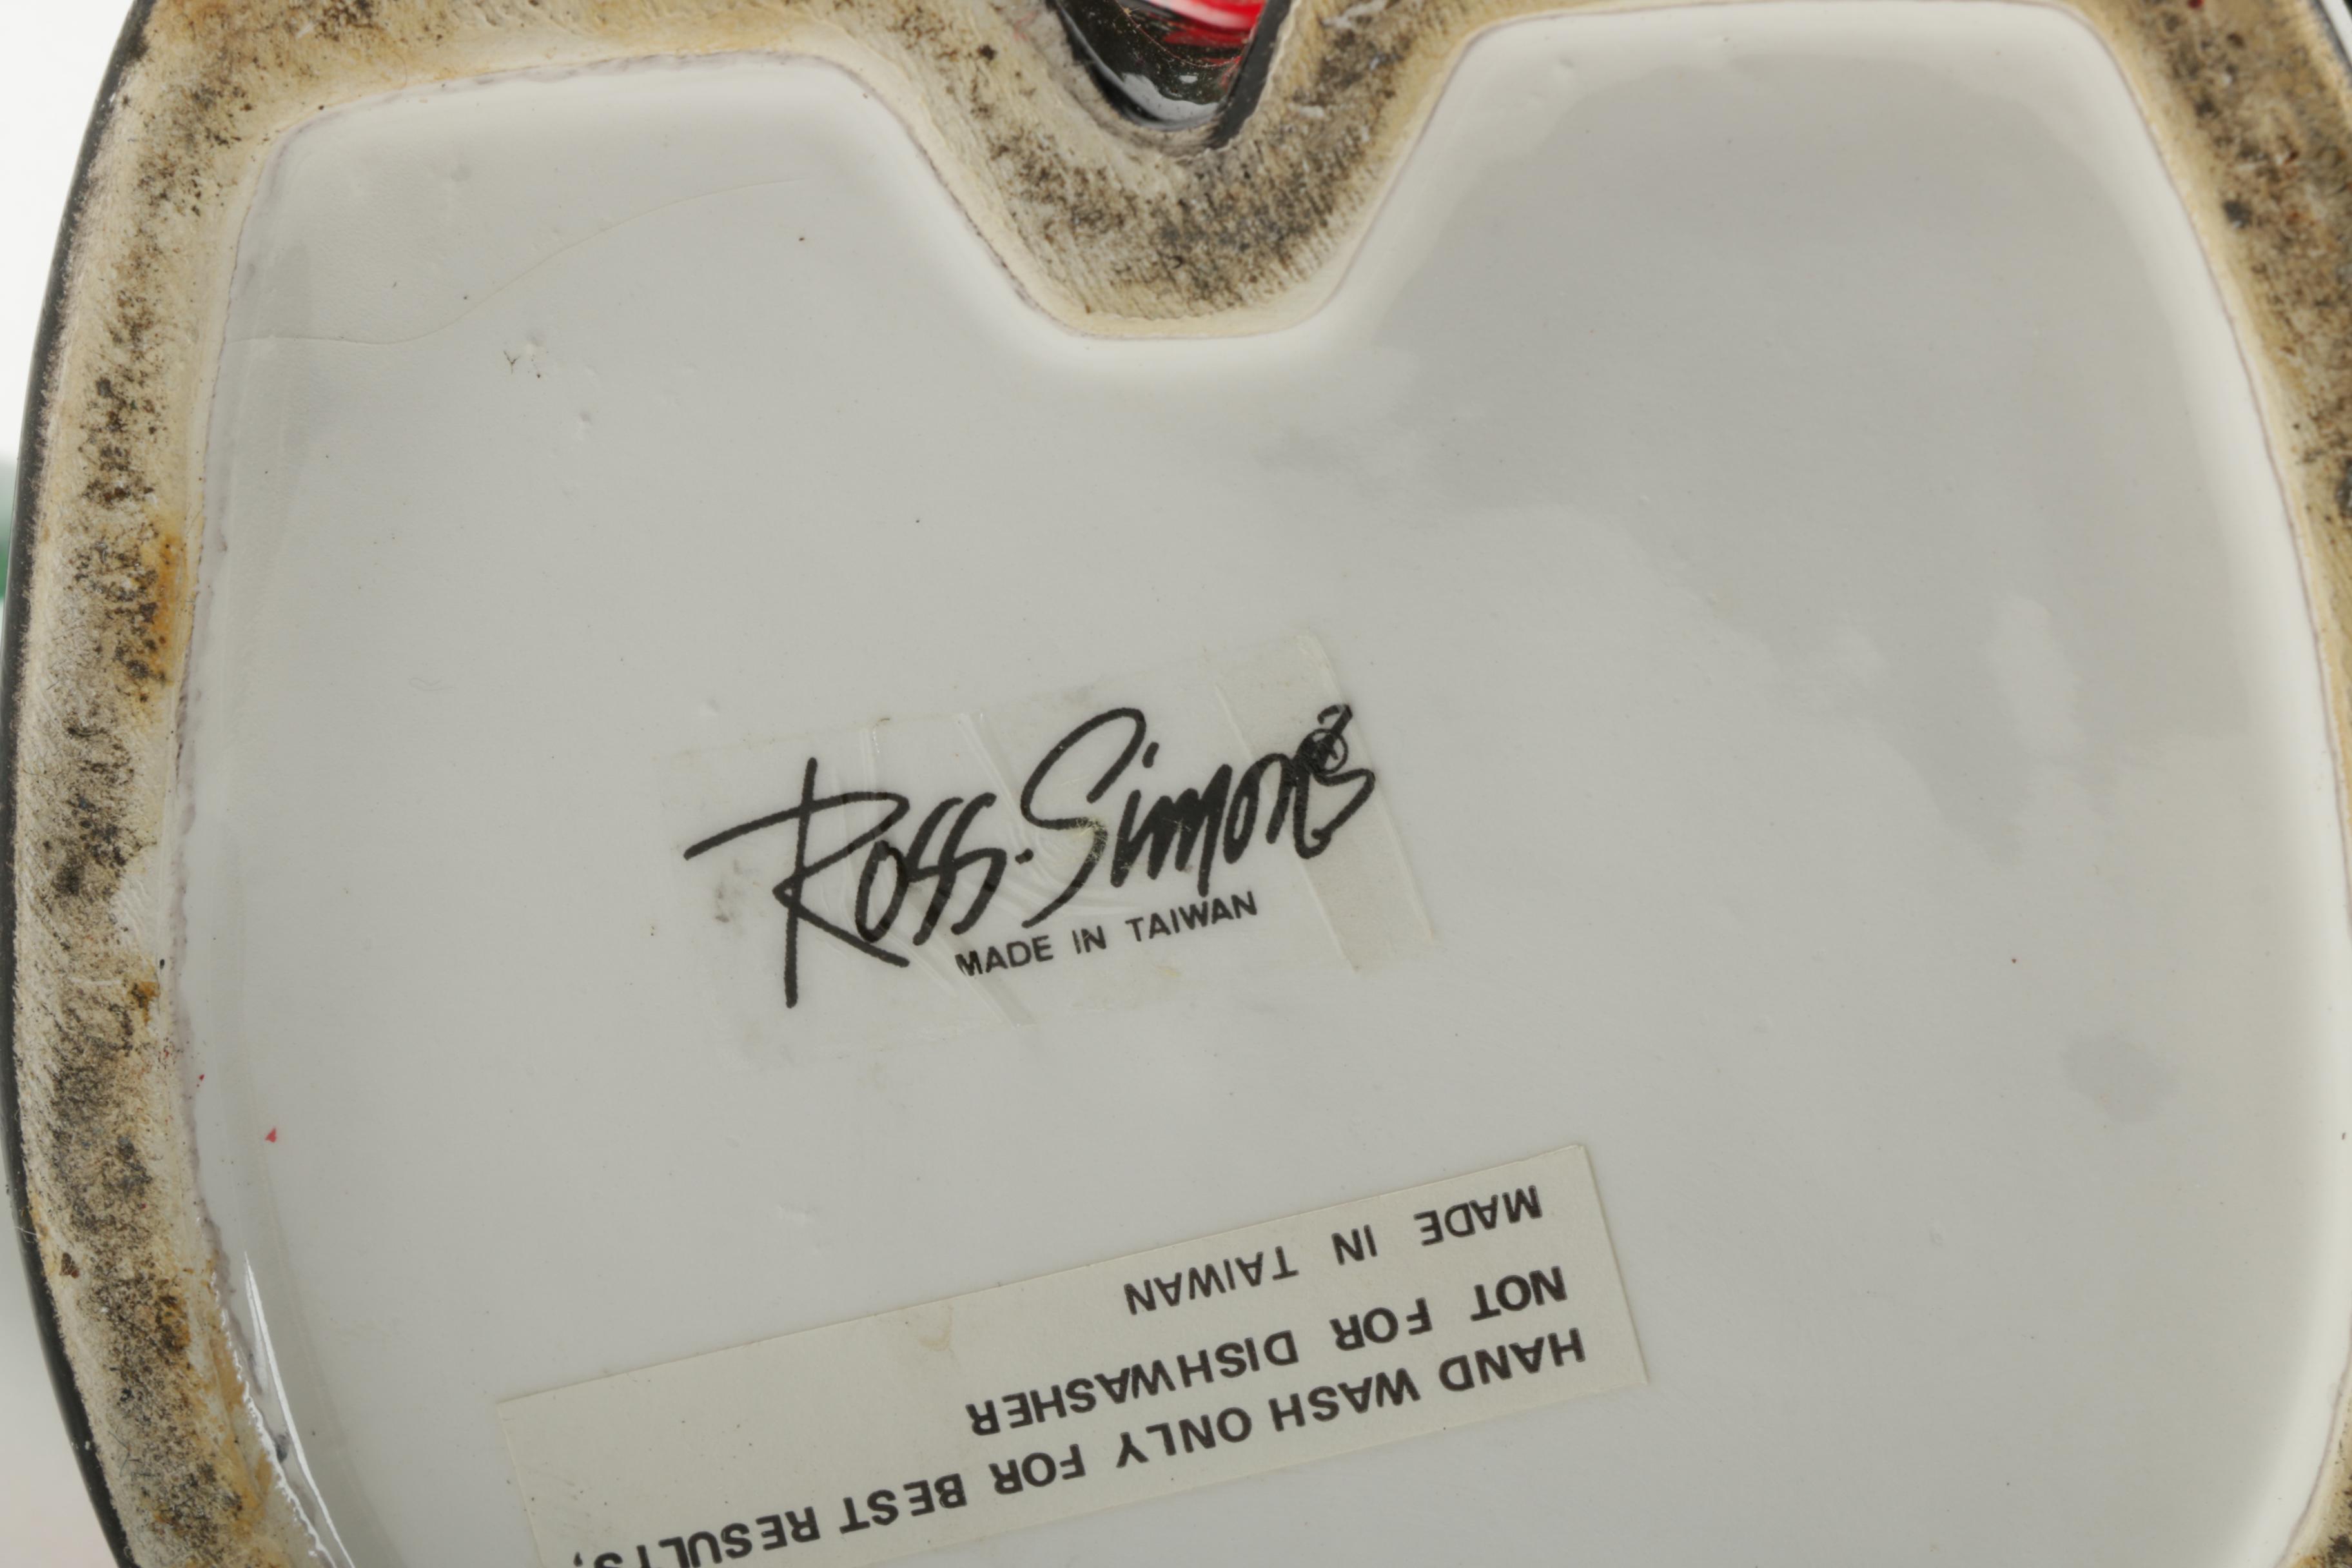 Ross-Simons®
MADE IN TAIWAN
HAND WASH ONLY FOR BEST RESULTS,
NOT FOR DISHWASHER
MADE IN TAIWAN